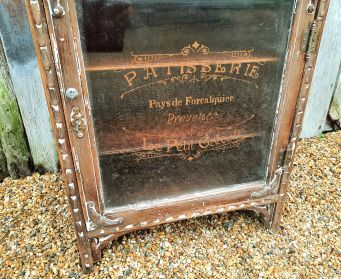 PATISSERIE
Pays de Forcalquier
Provence
Le Petit